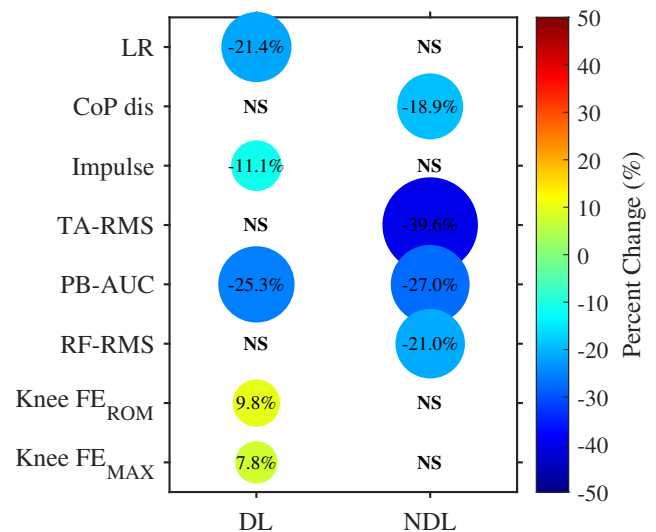 LR -21.4% NS
CoP dis NS -18.9%
Impulse -11.1% NS
TA-RMS NS -39.6%
PB-AUC -25.3% -27.0%
RF-RMS NS -21.0%
Knee FE_ROM 9.8% NS
Knee FE_MAX 7.8% NS
DL NDL
50
40
30
20
10
0
-10
-20
-30
-40
-50
Percent Change (%)